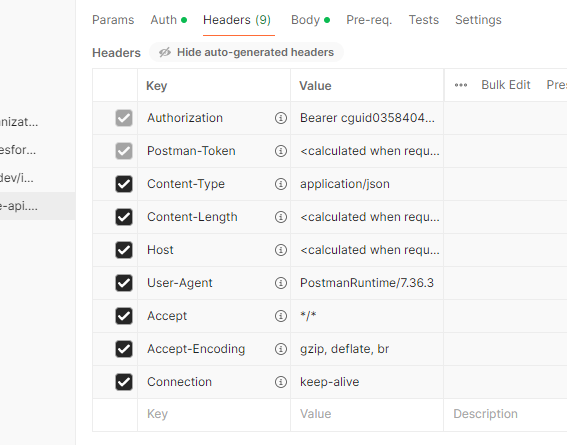 Params Auth Headers (9) Body Pre-req. Tests Settings
Headers Hide auto-generated headers
Key Value ••• Bulk Edit Pres
Authorization Bearer cguid0358404...
Postman-Token <calculated when requ...
Content-Type application/json
Content-Length <calculated when requ...
Host <calculated when requ...
User-Agent PostmanRuntime/7.36.3
Accept */*
Accept-Encoding gzip, deflate, br
Connection keep-alive
Key Value Description
nizat...
esfor...
dev/i...
e-api....